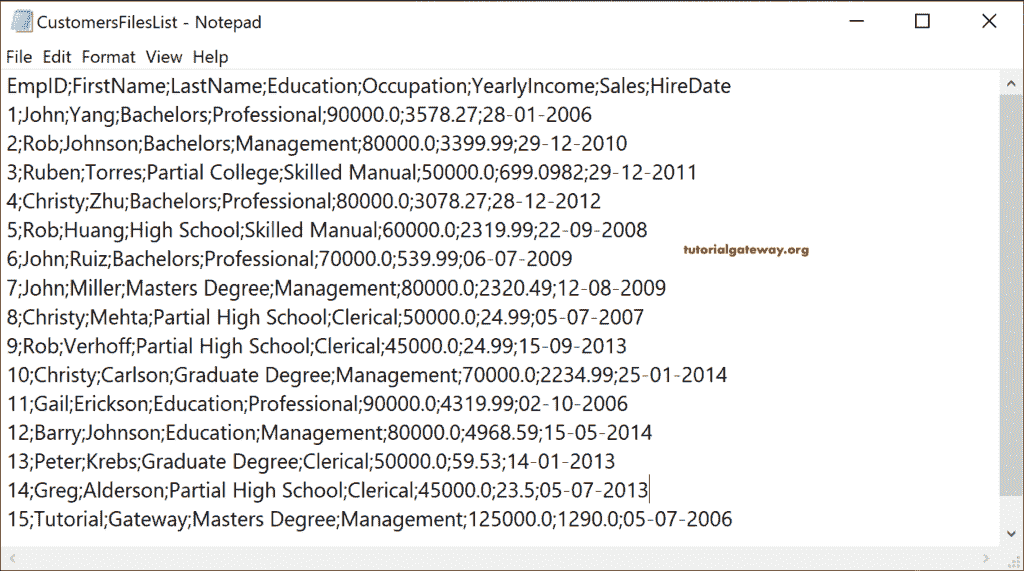 CustomersFilesList - Notepad
File Edit Format View Help
EmpID;FirstName;LastName;Education;Occupation;YearlyIncome;Sales;HireDate
1;John;Yang;Bachelors;Professional;90000.0;3578.27;28-01-2006
2;Rob;Johnson;Bachelors;Management;80000.0;3399.99;29-12-2010
3;Ruben;Torres;Partial College;Skilled Manual;50000.0;699.0982;29-12-2011
4;Christy;Zhu;Bachelors;Professional;80000.0;3078.27;28-12-2012
5;Rob;Huang;High School;Skilled Manual;60000.0;2319.99;22-09-2008
tutorialgateway.org
6;John;Ruiz;Bachelors;Professional;70000.0;539.99;06-07-2009
7;John;Miller;Masters Degree;Management;80000.0;2320.49;12-08-2009
8;Christy;Mehta;Partial High School;Clerical;50000.0;24.99;05-07-2007
9;Rob;Verhoff;Partial High School;Clerical;45000.0;24.99;15-09-2013
10;Christy;Carlson;Graduate Degree;Management;70000.0;2234.99;25-01-2014
11;Gail;Erickson;Education;Professional;90000.0;4319.99;02-10-2006
12;Barry;Johnson;Education;Management;80000.0;4968.59;15-05-2014
13;Peter;Krebs;Graduate Degree;Clerical;50000.0;59.53;14-01-2013
14;Greg;Alderson;Partial High School;Clerical;45000.0;23.5;05-07-2013
15;Tutorial;Gateway;Masters Degree;Management;125000.0;1290.0;05-07-2006